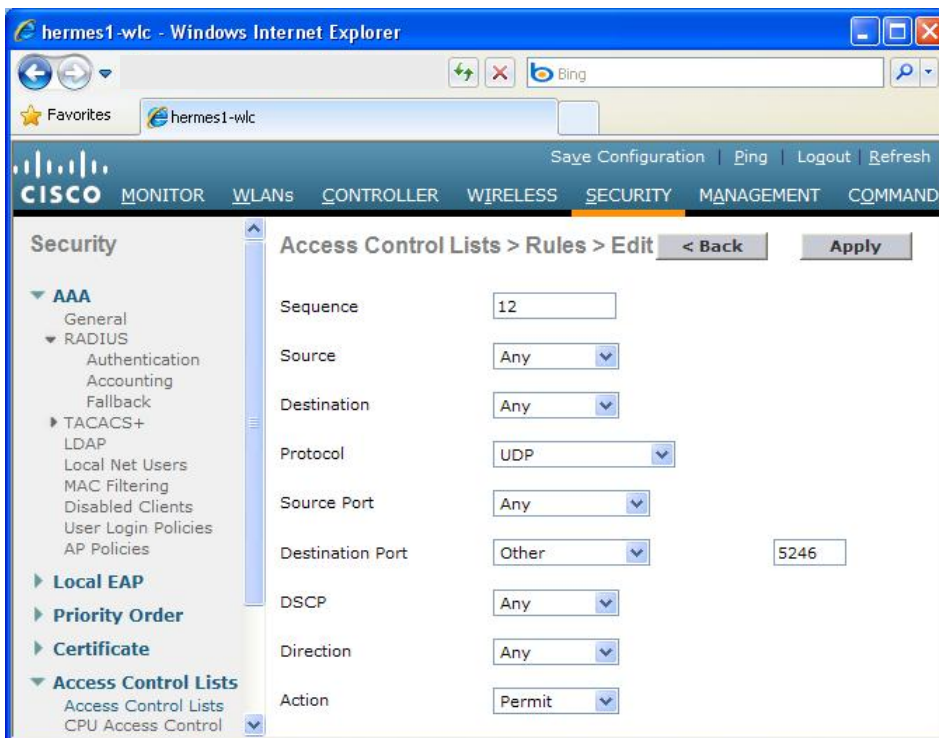 hermes1-wlc - Windows Internet Explorer
Bing
Favorites hermes1-wlc
Save Configuration | Ping | Logout | Refresh
CISCO MONITOR WLANs CONTROLLER WIRELESS SECURITY MANAGEMENT COMMAND
Security
AAA
General
RADIUS
Authentication
Accounting
Fallback
TACACS+
LDAP
Local Net Users
MAC Filtering
Disabled Clients
User Login Policies
AP Policies
Local EAP
Priority Order
Certificate
Access Control Lists
Access Control Lists
CPU Access Control
Access Control Lists > Rules > Edit < Back Apply
Sequence 12
Source Any
Destination Any
Protocol UDP
Source Port Any
Destination Port Other 5246
DSCP Any
Direction Any
Action Permit